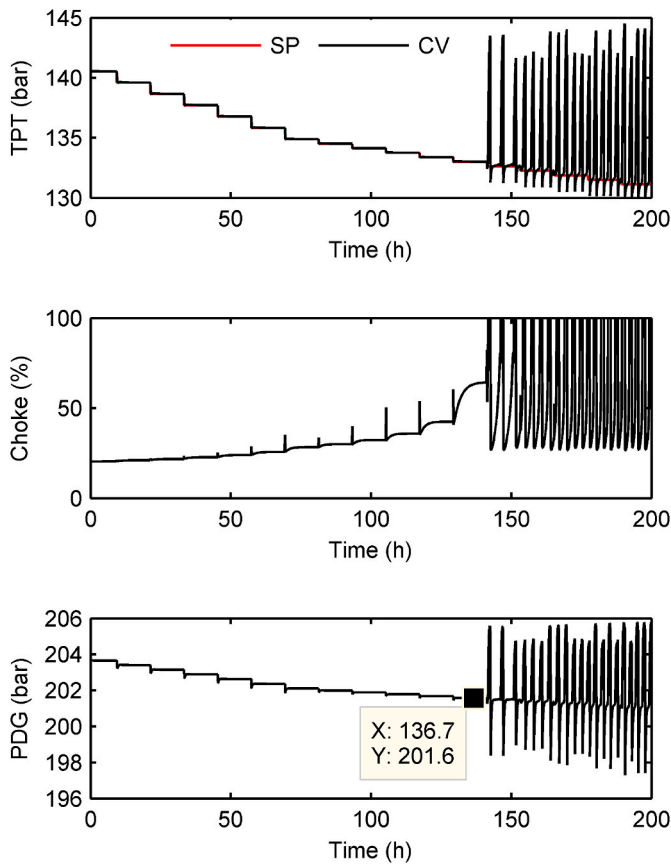 SP CV
TPT (bar)
140
135
130
0 50 100 150 200
Time (h)
Choke (%)
100
50
0
0 50 100 150 200
Time (h)
PDG (bar)
206
204
202
200
198
196
X: 136.7
Y: 201.6
0 50 100 150 200
Time (h)